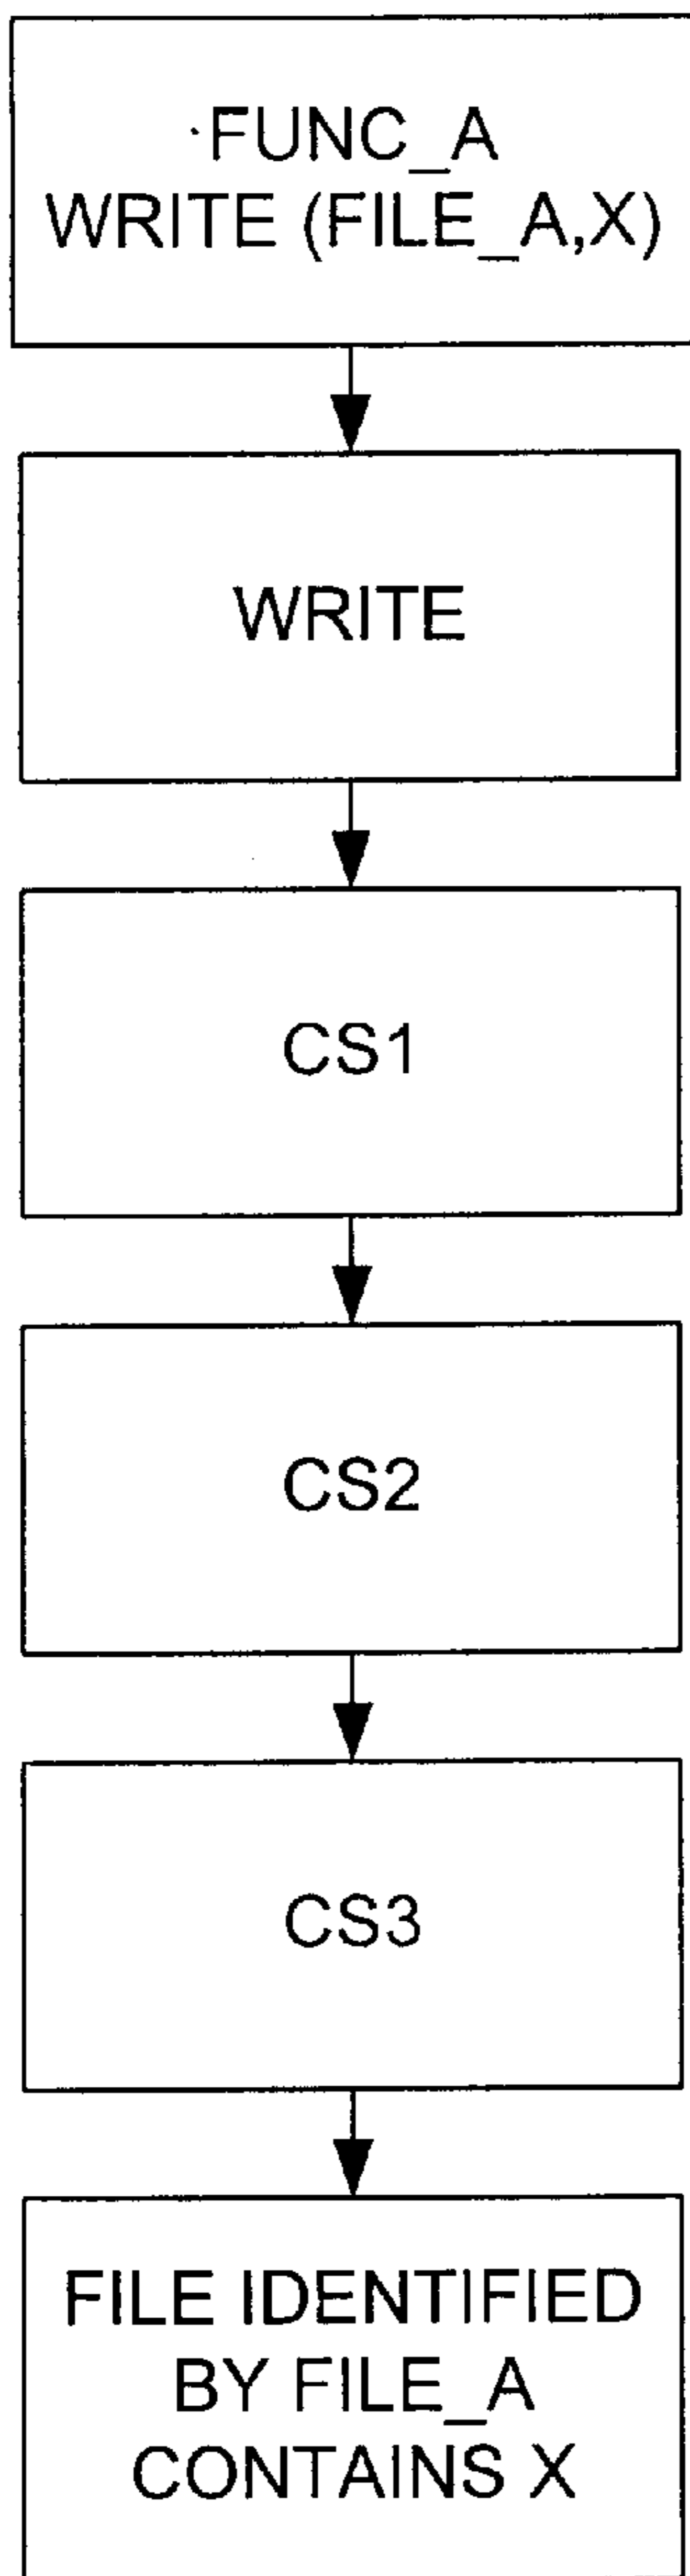 FUNC_A
WRITE (FILE_A,X)
WRITE
CS1
CS2
CS3
FILE IDENTIFIED
BY FILE_A
CONTAINS X